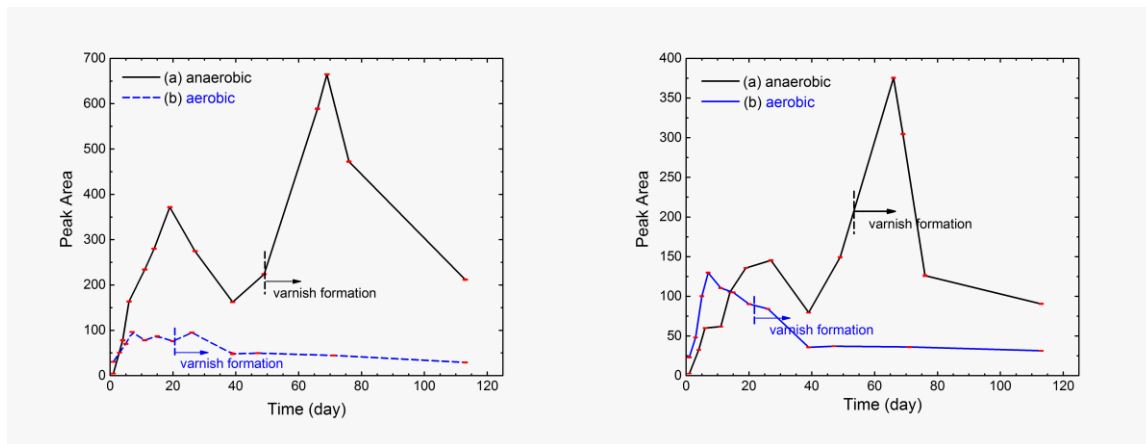 700
600
500
400
300
200
100
0
Peak Area
(a) anaerobic
(b) aerobic
varnish formation
varnish formation
0 20 40 60 80 100 120
Time (day)
400
350
300
250
200
150
100
50
0
Peak Area
(a) anaerobic
(b) aerobic
varnish formation
varnish formation
0 20 40 60 80 100 120
Time (day)